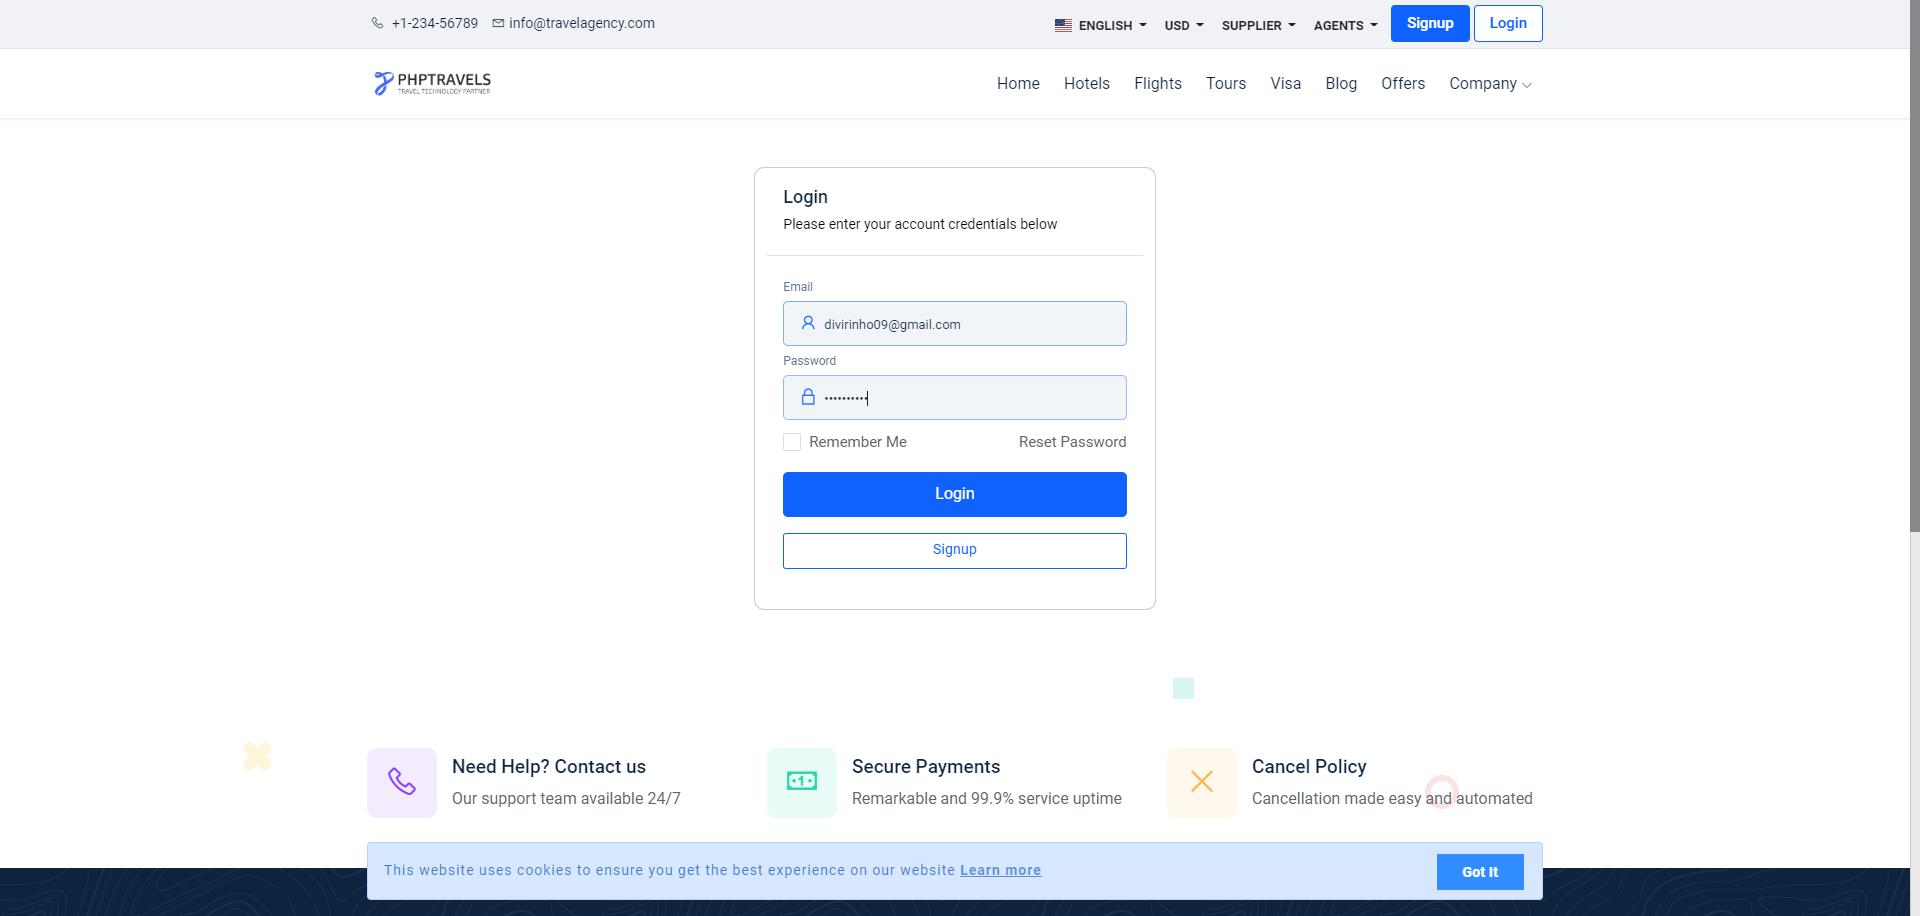 +1-234-56789 info@travelagency.com ENGLISH USD SUPPLIER AGENTS Signup Login
PHPTRAVELS
TRAVEL TECHNOLOGY PARTNER
Home Hotels Flights Tours Visa Blog Offers Company
Login
Please enter your account credentials below
Email
divirinho09@gmail.com
Password
••••••••••
Remember Me Reset Password
Login
Signup
Need Help? Contact us
Our support team available 24/7
1
Secure Payments
Remarkable and 99.9% service uptime
Cancel Policy
Cancellation made easy and automated
This website uses cookies to ensure you get the best experience on our website Learn more Got It